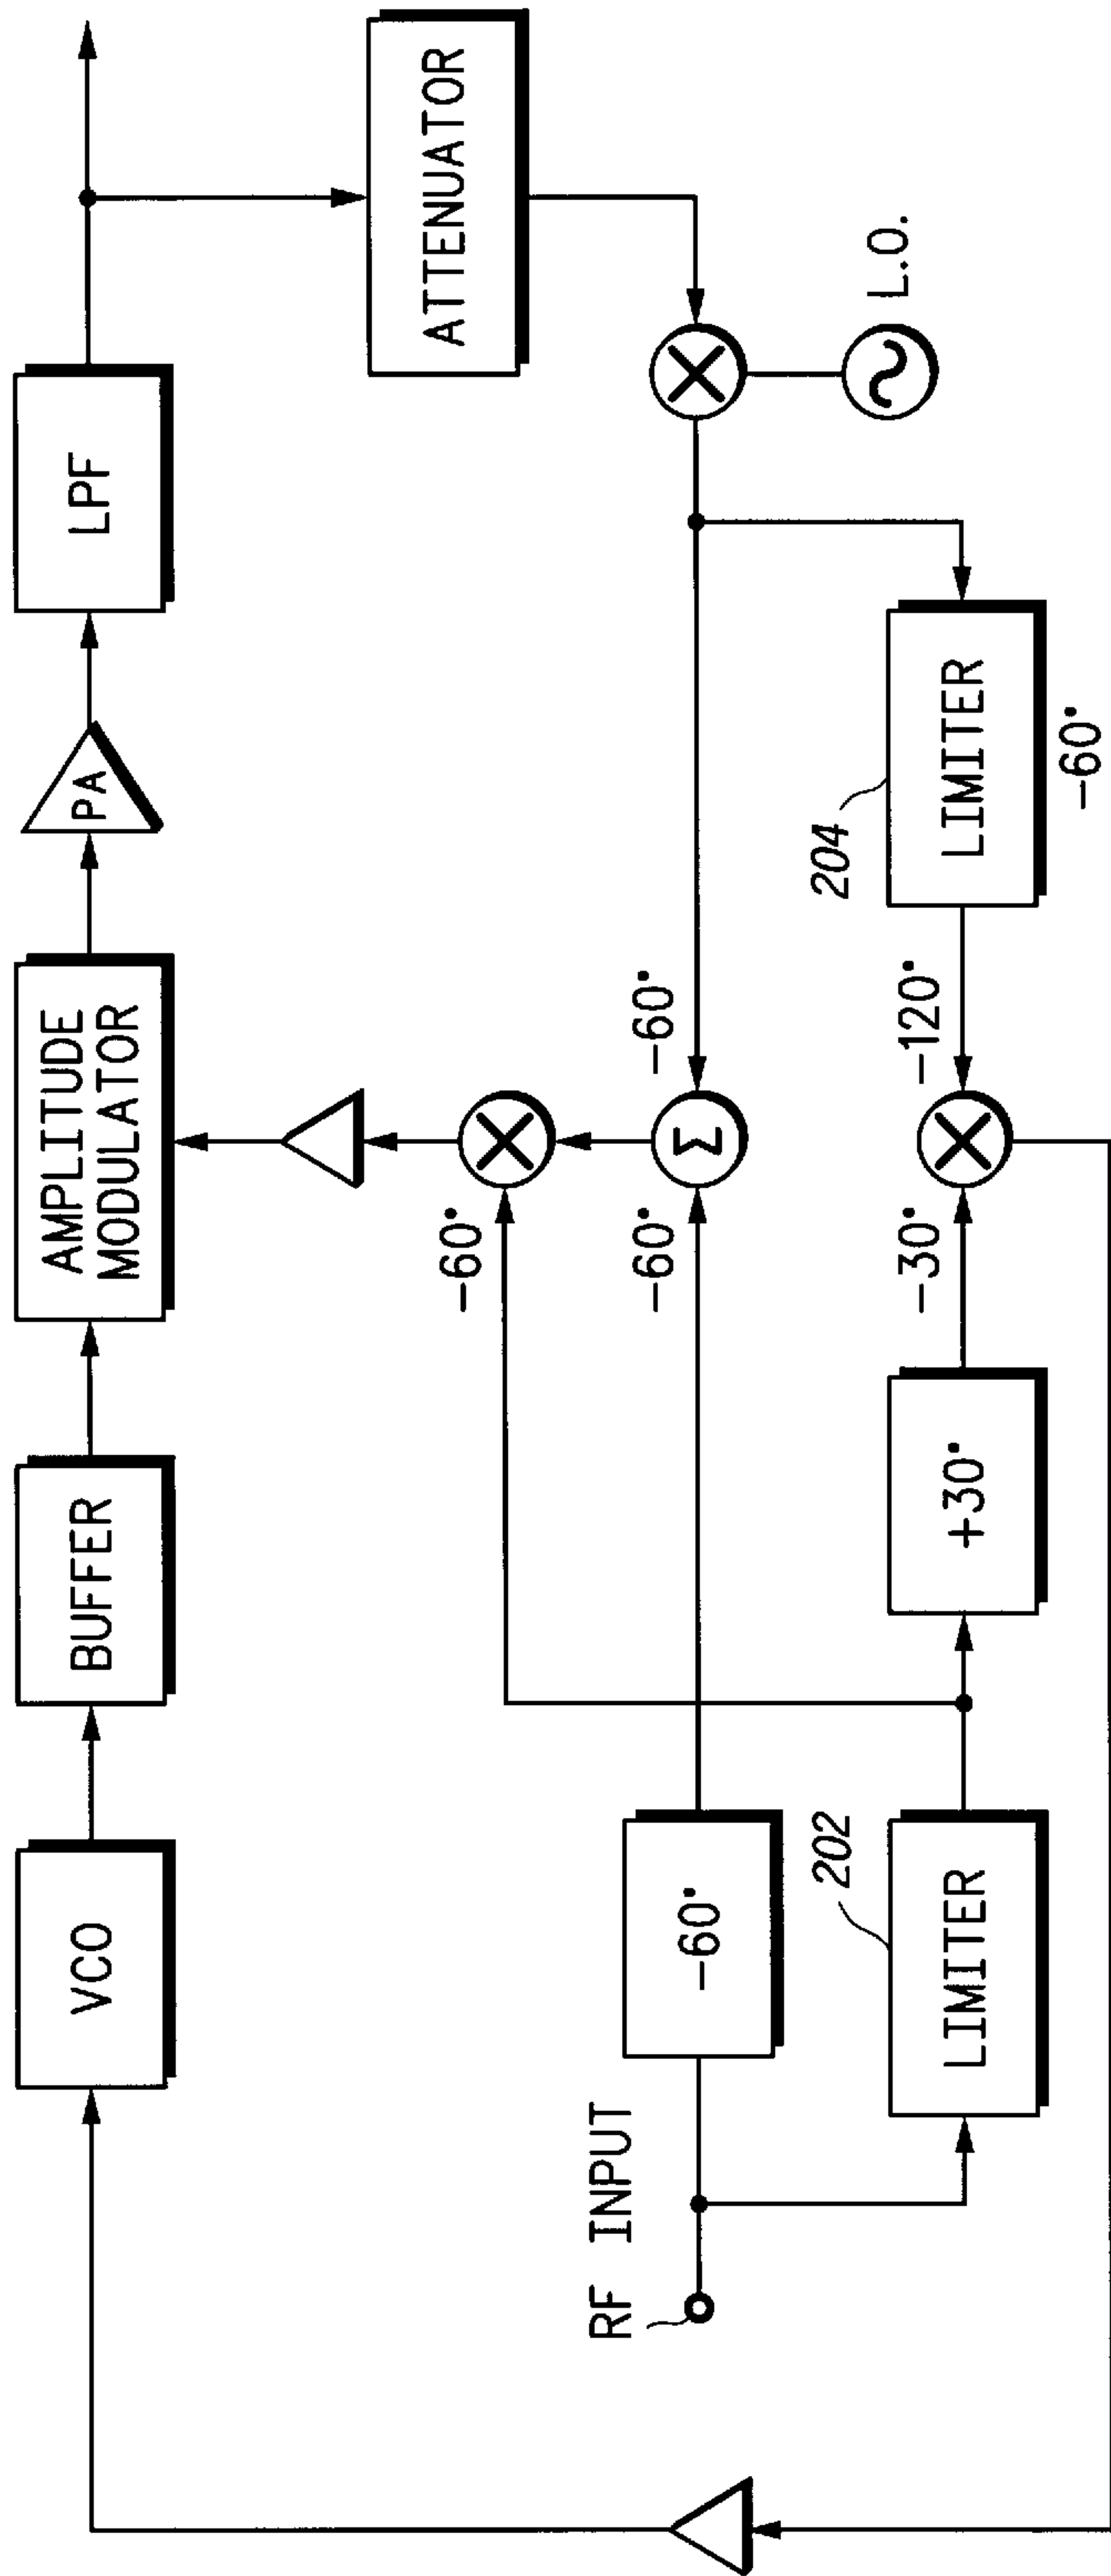 VCO
BUFFER
AMPLITUDE
MODULATOR
PA
LPF
ATTENUATOR
-60°
RF INPUT
-60°
-60°
Σ
-60°
L.O.
202
LIMITER
+30°
-30°
-120°
204
LIMITER
-60°